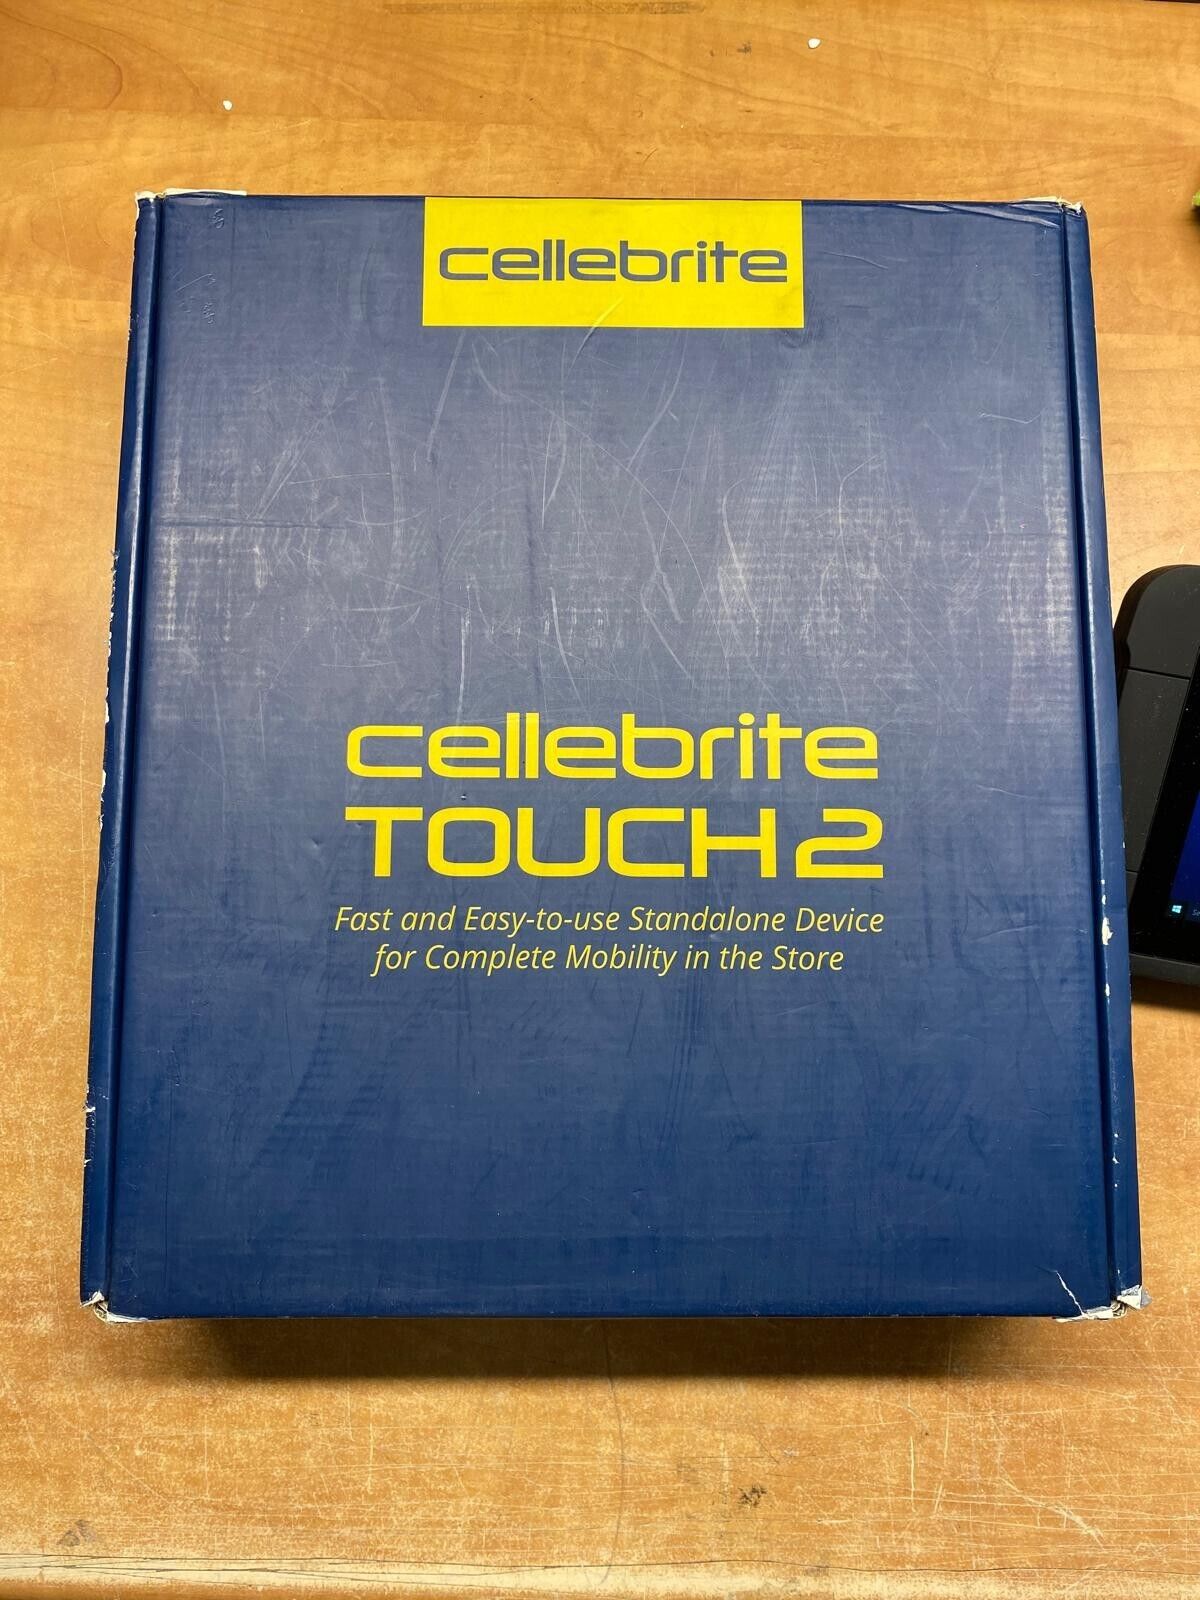 cellebrite
cellebrite
TOUCH 2
Fast and Easy-to-use Standalone Device
for Complete Mobility in the Store